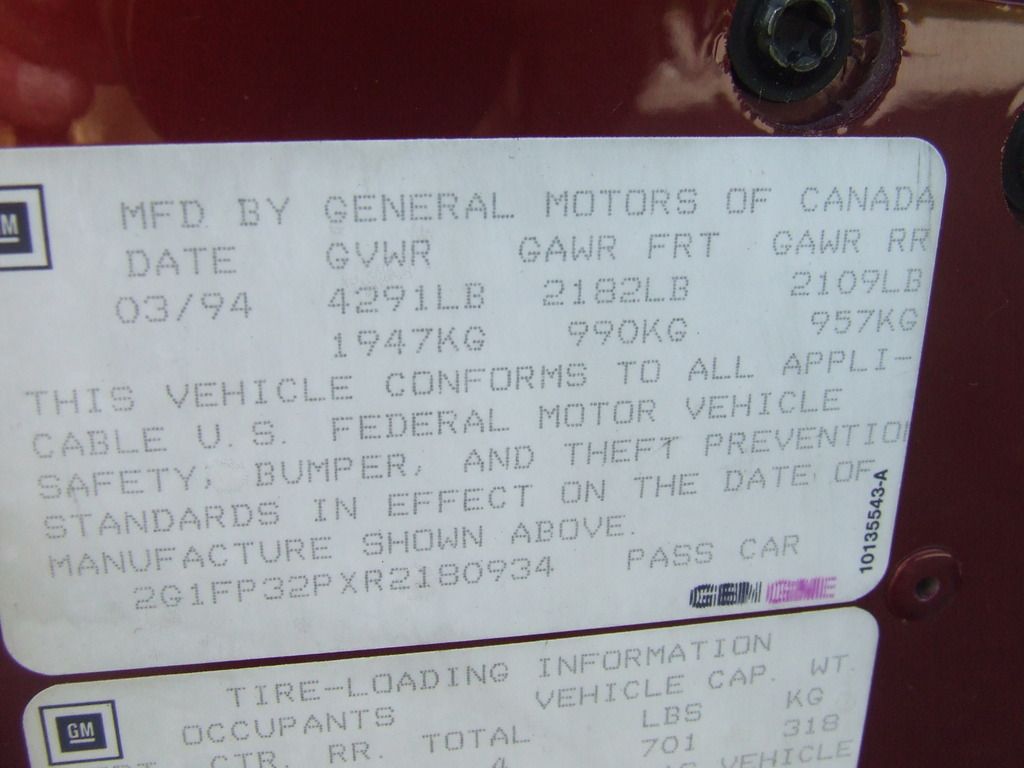 MFD BY GENERAL MOTORS OF CANADA
DATE GVWR GAWR FRT GAWR RR
03/94 4291LB 2182LB 2109LB
1947KG 990KG 957KG
THIS VEHICLE CONFORMS TO ALL APPLI-
CABLE U.S. FEDERAL MOTOR VEHICLE
SAFETY, BUMPER, AND THEFT PREVENTION
STANDARDS IN EFFECT ON THE DATE OF
MANUFACTURE SHOWN ABOVE.
2G1FP32PXR2180934 PASS CAR
10135543-A
GM
TIRE-LOADING INFORMATION
OCCUPANTS VEHICLE CAP. WT.
CTR. RR. TOTAL LBS KG
4 701 318
VEHICLE